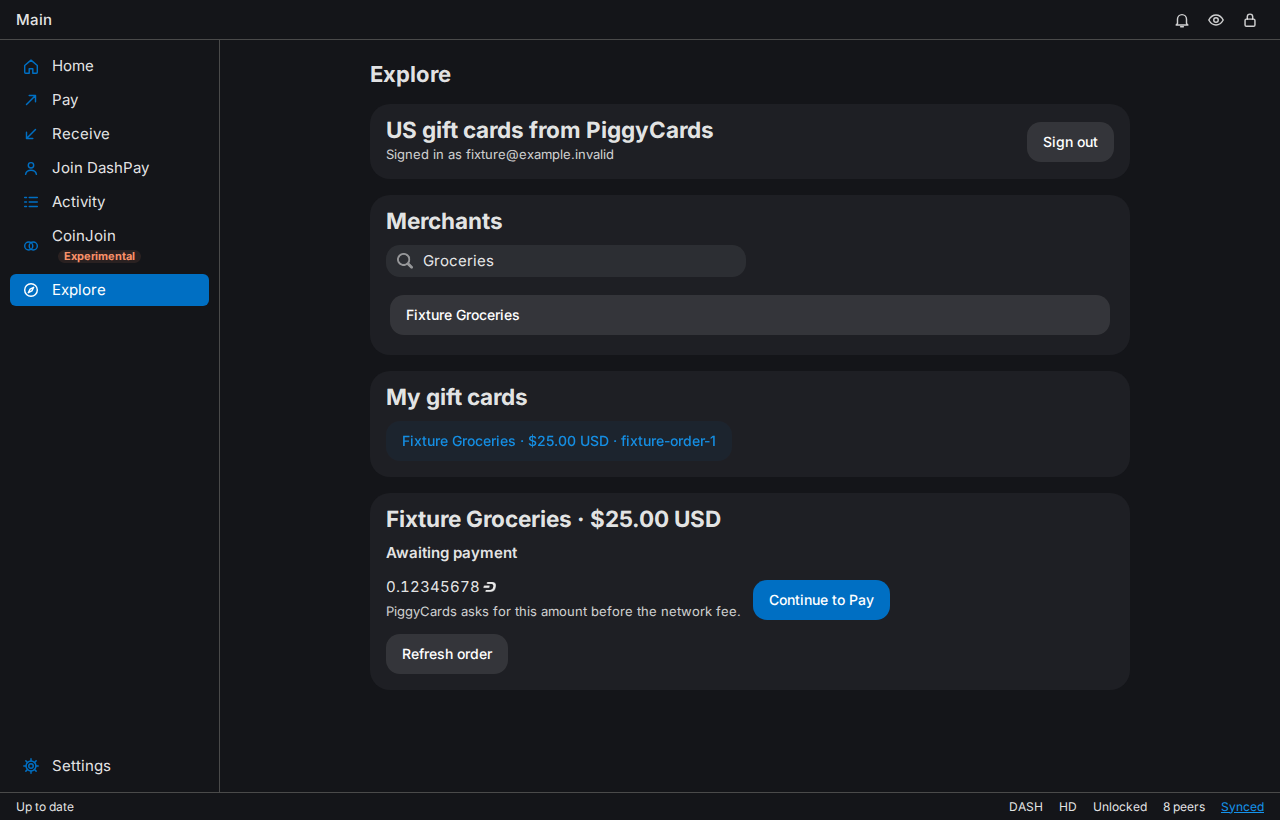 Main
Home
Pay
Receive
Join DashPay
Activity
CoinJoin
Experimental
Explore
Settings
Explore
US gift cards from PiggyCards
Signed in as fixture@example.invalid
Sign out
Merchants
Groceries
Fixture Groceries
My gift cards
Fixture Groceries · $25.00 USD · fixture-order-1
Fixture Groceries · $25.00 USD
Awaiting payment
0.12345678
PiggyCards asks for this amount before the network fee.
Continue to Pay
Refresh order
Up to date
DASH HD Unlocked 8 peers Synced